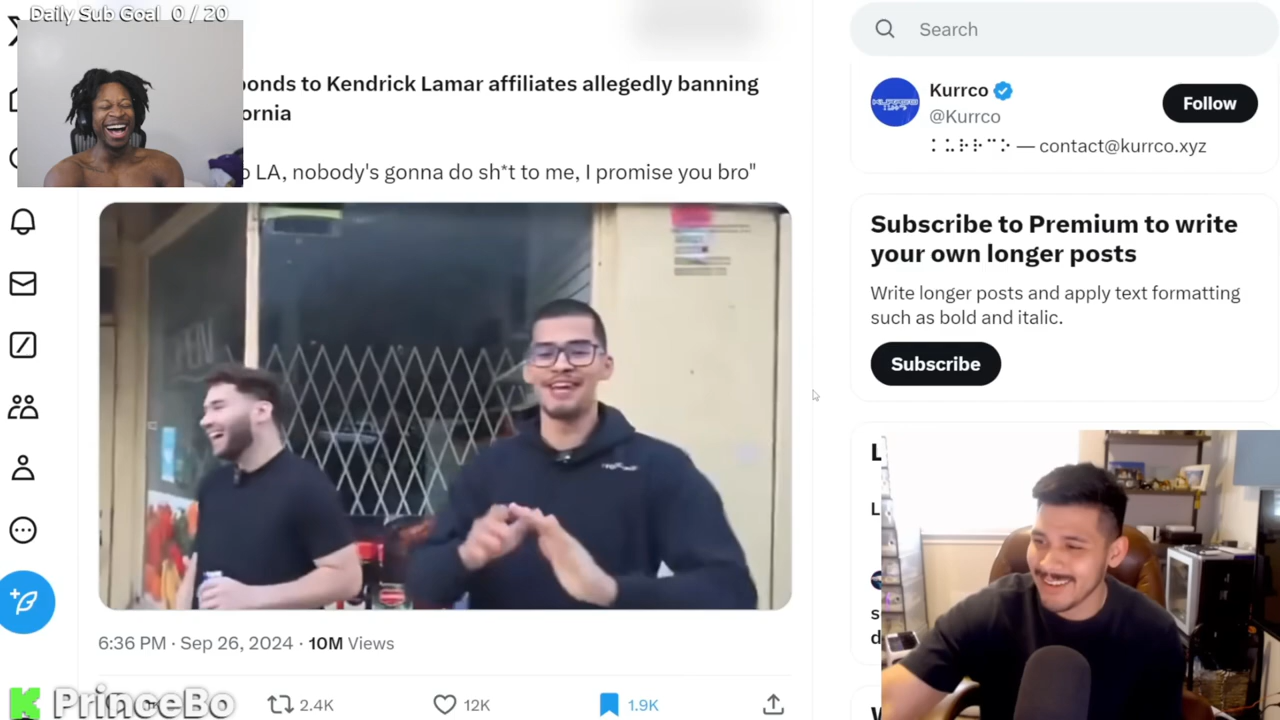 Daily Sub Goal 0 / 20
Search
onds to Kendrick Lamar affiliates allegedly banning
ornia
LA, nobody's gonna do sh*t to me, I promise you bro"
Kurrco
@Kurrco
— contact@kurrco.xyz
Follow
Subscribe to Premium to write
your own longer posts
Write longer posts and apply text formatting
such as bold and italic.
Subscribe
L
L
s
d
6:36 PM · Sep 26, 2024 · 10M Views
2.4K
12K
1.9K
PrinceBo